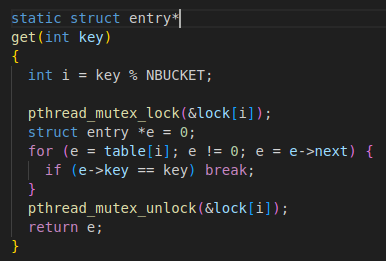 static struct entry*
get(int key)
{
  int i = key % NBUCKET;

  pthread_mutex_lock(&lock[i]);
  struct entry *e = 0;
  for (e = table[i]; e != 0; e = e->next) {
    if (e->key == key) break;
  }
  pthread_mutex_unlock(&lock[i]);
  return e;
}